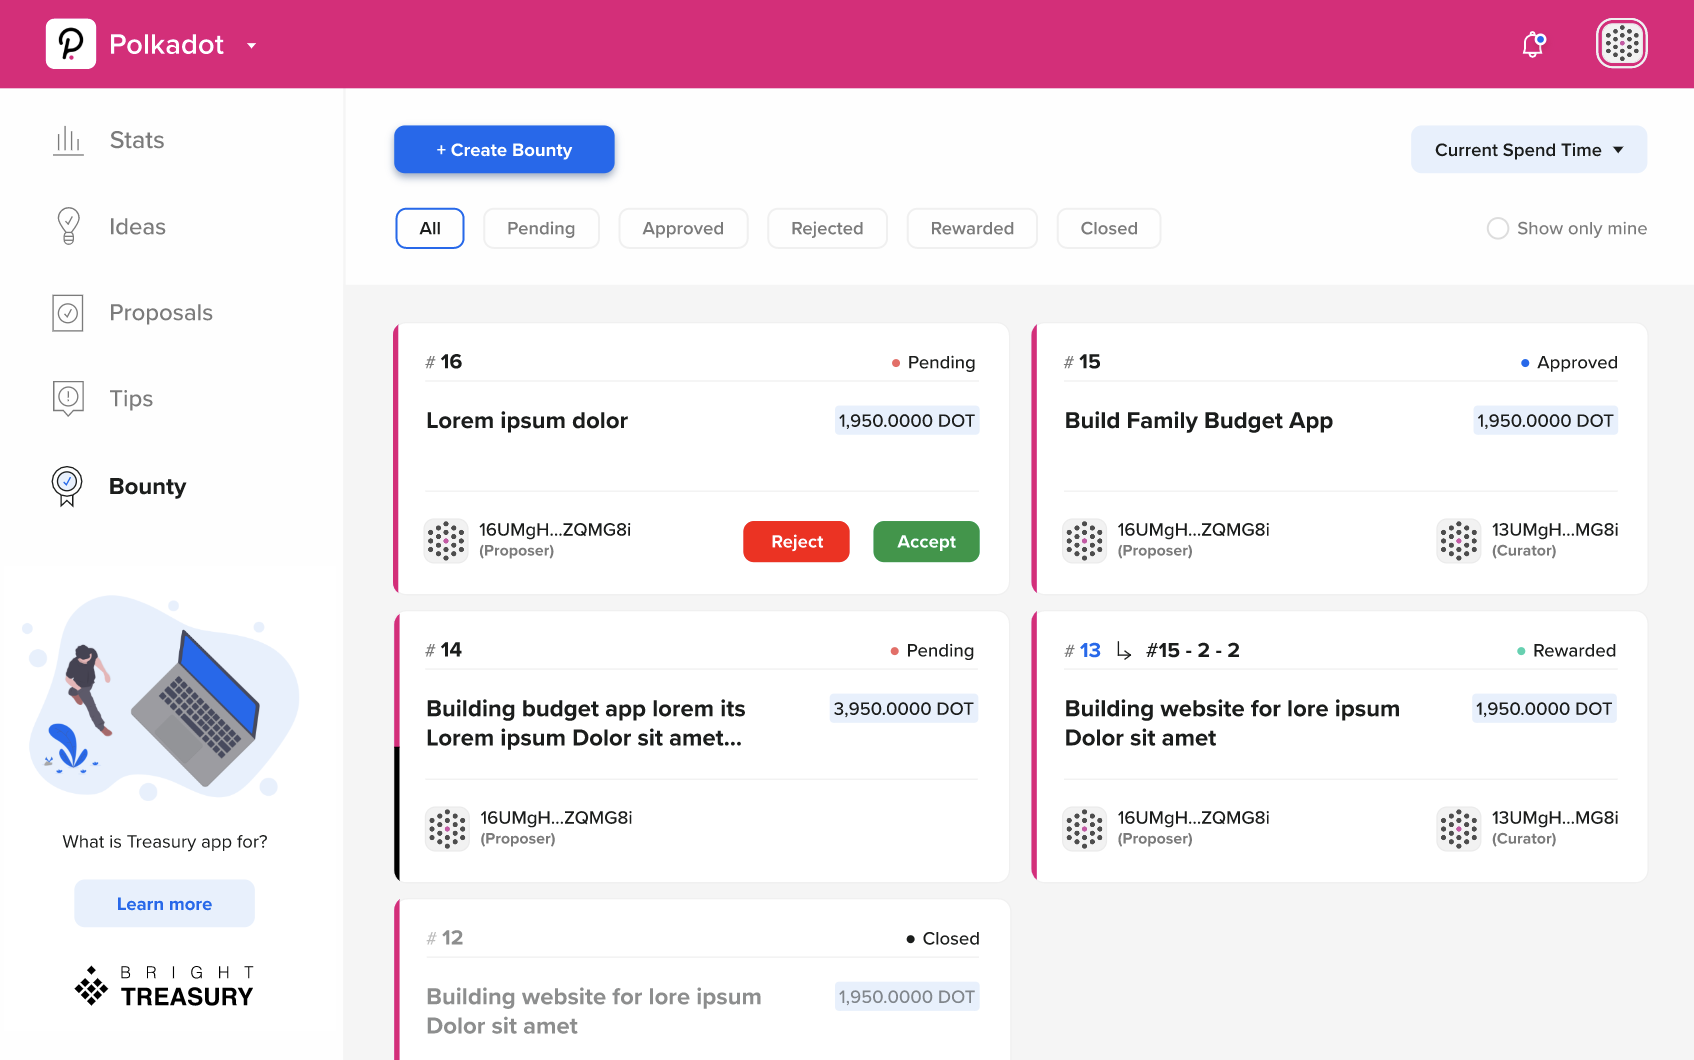 Polkadot
Stats
Ideas
Proposals
Tips
Bounty
What is Treasury app for?
Learn more
BRIGHT
TREASURY
+ Create Bounty
Current Spend Time
All
Pending
Approved
Rejected
Rewarded
Closed
Show only mine
# 16
Pending
Lorem ipsum dolor
1,950.0000 DOT
16UMgH...ZQMG8i
(Proposer)
Reject
Accept
# 15
Approved
Build Family Budget App
1,950.0000 DOT
16UMgH...ZQMG8i
(Proposer)
13UMgH...MG8i
(Curator)
# 14
Pending
Building budget app lorem its
Lorem ipsum Dolor sit amet...
3,950.0000 DOT
16UMgH...ZQMG8i
(Proposer)
# 13 #15 - 2 - 2
Rewarded
Building website for lore ipsum
Dolor sit amet
1,950.0000 DOT
16UMgH...ZQMG8i
(Proposer)
13UMgH...MG8i
(Curator)
# 12
Closed
Building website for lore ipsum
Dolor sit amet
1,950.0000 DOT